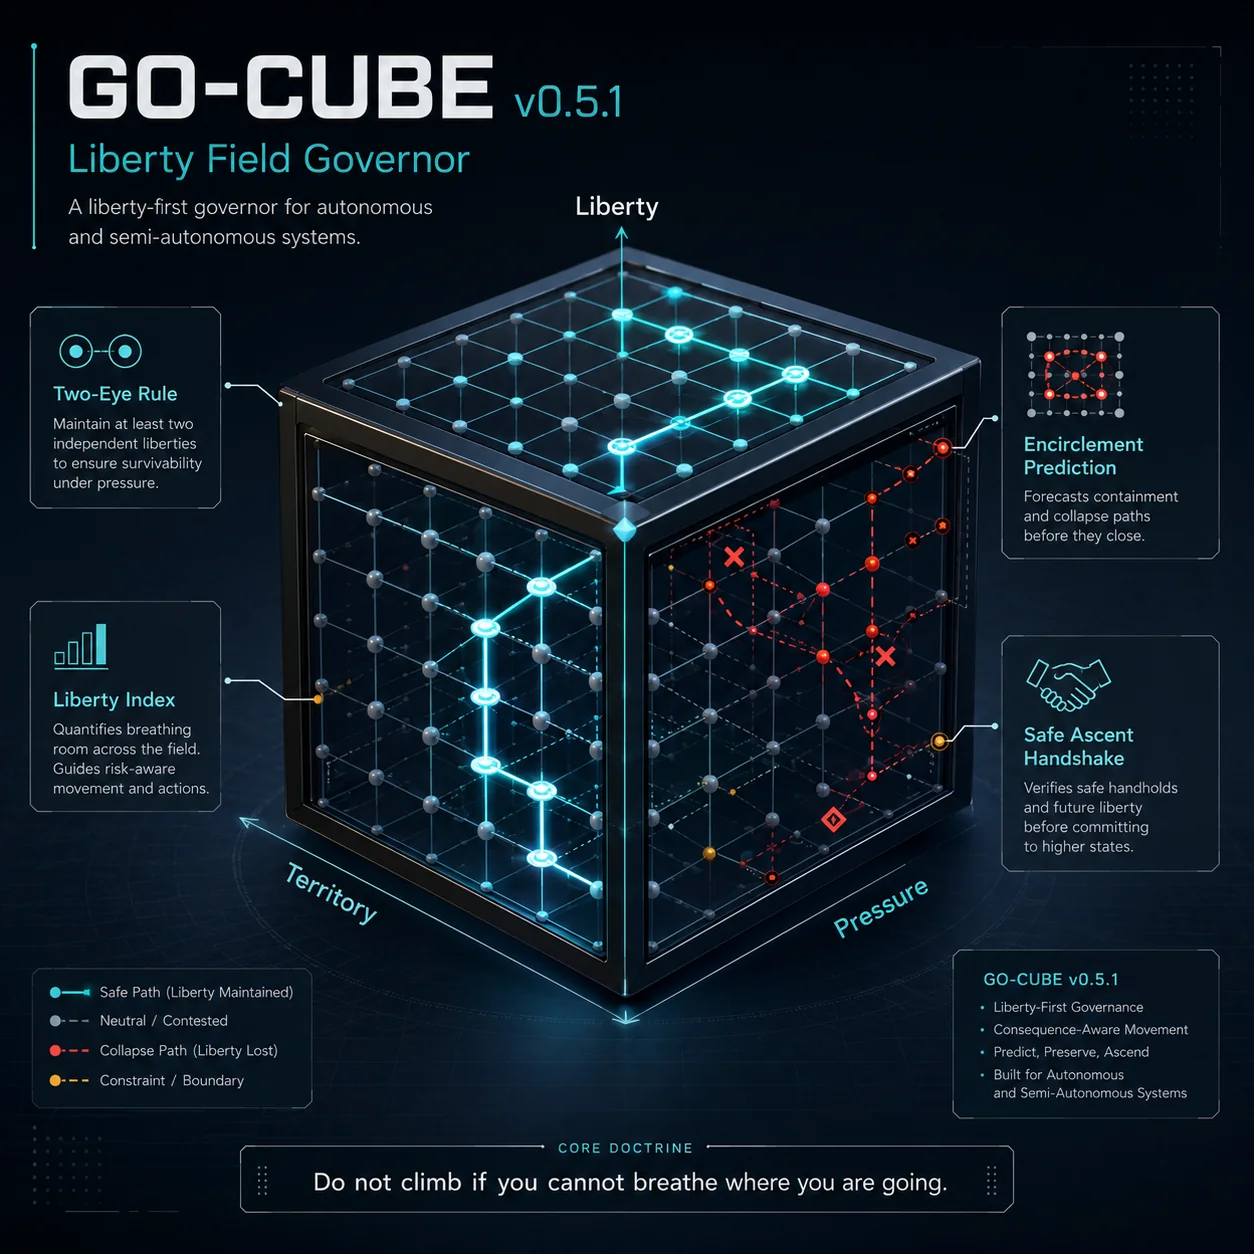 GO-CUBE v0.5.1
Liberty Field Governor
A liberty-first governor for autonomous
and semi-autonomous systems.
Liberty
Two-Eye Rule
Maintain at least two
independent liberties
to ensure survivability
under pressure.
Encirclement
Prediction
Forecasts containment
and collapse paths
before they close.
Liberty Index
Quantifies breathing
room across the field.
Guides risk-aware
movement and actions.
Safe Ascent
Handshake
Verifies safe handholds
and future liberty
before committing
to higher states.
Territory
Pressure
Safe Path (Liberty Maintained)
Neutral / Contested
Collapse Path (Liberty Lost)
Constraint / Boundary
GO-CUBE v0.5.1
• Liberty-First Governance
• Consequence-Aware Movement
• Predict, Preserve, Ascend
• Built for Autonomous
and Semi-Autonomous Systems
CORE DOCTRINE
Do not climb if you cannot breathe where you are going.